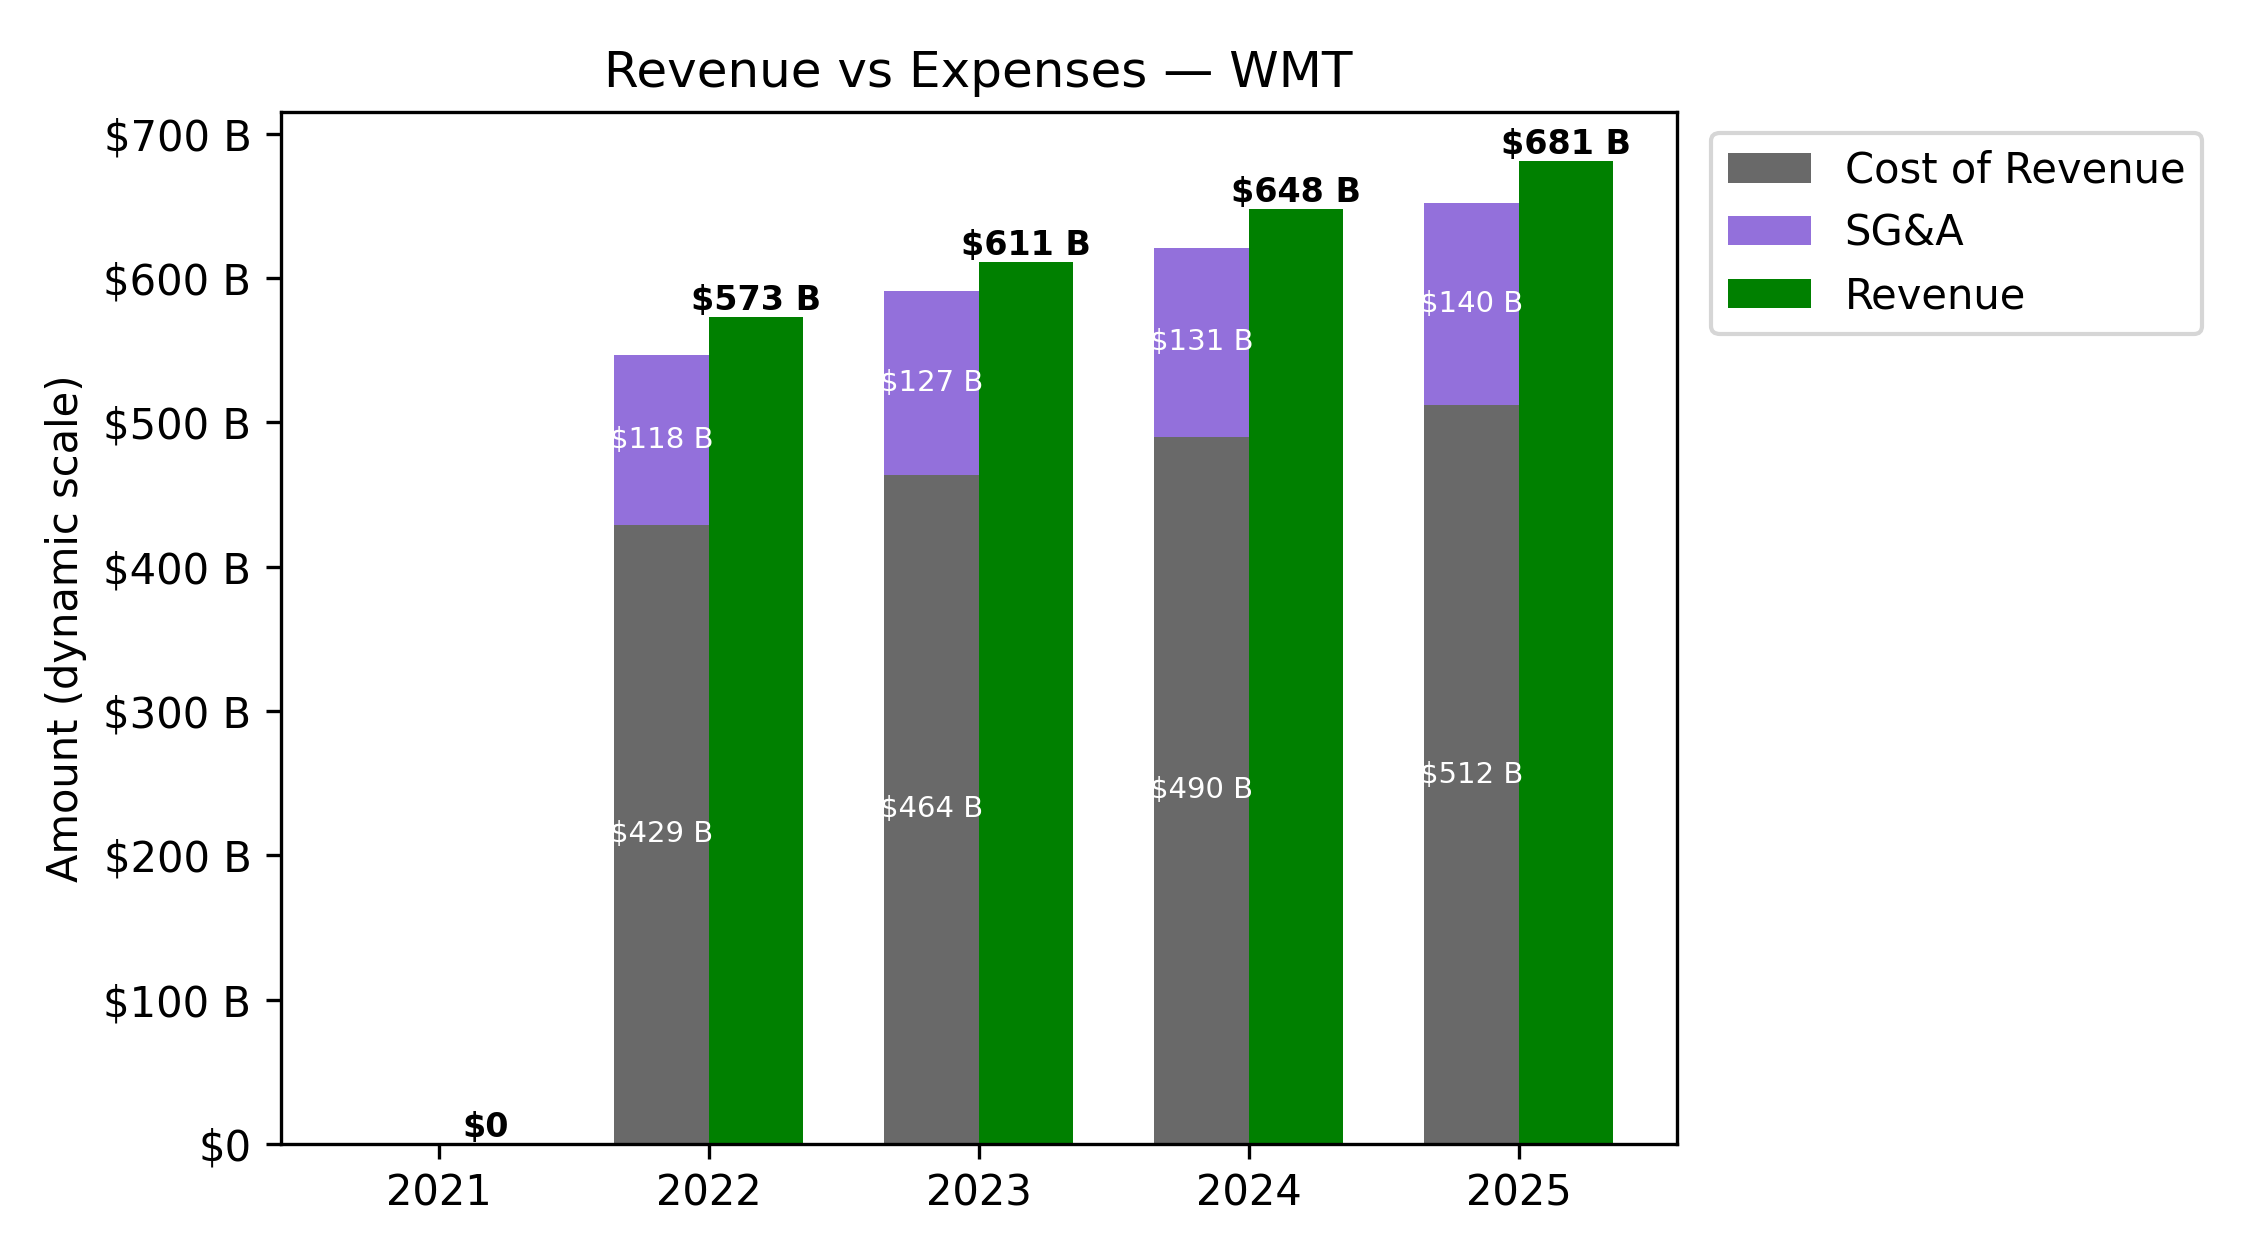 Revenue vs Expenses — WMT
Amount (dynamic scale)
$700 B
$600 B
$500 B
$400 B
$300 B
$200 B
$100 B
$0
$0
$573 B
$118 B
$429 B
$611 B
$127 B
$464 B
$648 B
$131 B
$490 B
$681 B
$140 B
$512 B
2021 2022 2023 2024 2025
Cost of Revenue
SG&A
Revenue